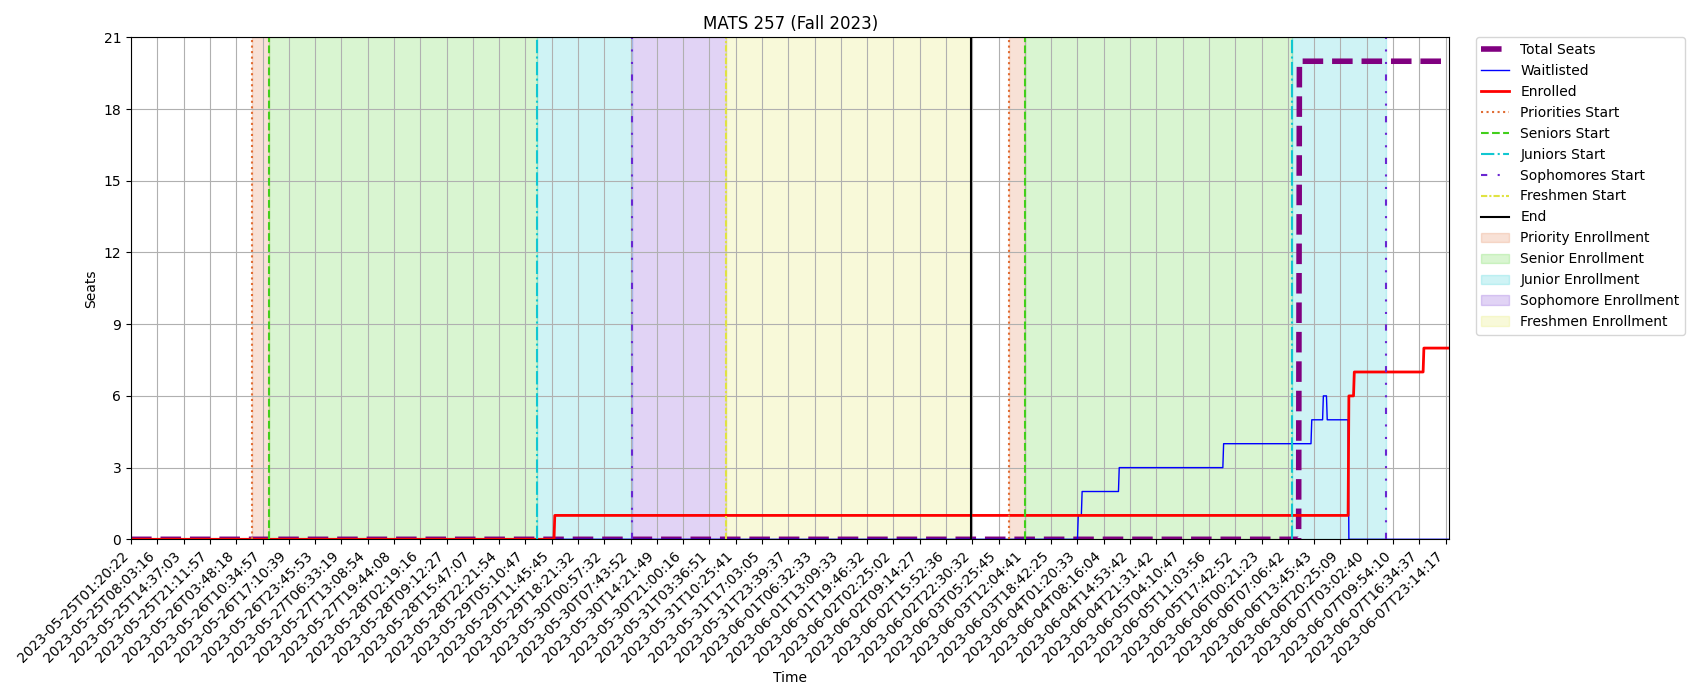 MATS 257 (Fall 2023)
21
18
15
12
9
6
3
0
Seats
2023-05-25T01:20:22
2023-05-25T08:03:16
2023-05-25T14:37:03
2023-05-25T21:11:57
2023-05-26T03:48:18
2023-05-26T10:34:57
2023-05-26T17:10:39
2023-05-26T23:45:53
2023-05-27T06:33:19
2023-05-27T13:08:54
2023-05-27T19:44:08
2023-05-28T02:19:16
2023-05-28T09:12:27
2023-05-28T15:47:07
2023-05-28T22:21:54
2023-05-29T05:10:47
2023-05-29T11:45:45
2023-05-29T18:21:32
2023-05-30T00:57:32
2023-05-30T07:43:52
2023-05-30T14:21:49
2023-05-30T21:00:16
2023-05-31T03:36:51
2023-05-31T10:25:41
2023-05-31T17:03:05
2023-05-31T23:39:37
2023-06-01T06:32:33
2023-06-01T13:09:33
2023-06-01T19:46:32
2023-06-02T02:25:02
2023-06-02T09:14:27
2023-06-02T15:52:36
2023-06-02T22:30:32
2023-06-03T05:25:45
2023-06-03T12:04:41
2023-06-03T18:42:25
2023-06-04T01:20:33
2023-06-04T08:16:04
2023-06-04T14:53:42
2023-06-04T21:31:42
2023-06-05T04:10:47
2023-06-05T11:03:56
2023-06-05T17:42:52
2023-06-06T00:21:23
2023-06-06T07:06:42
2023-06-06T13:45:43
2023-06-06T20:25:09
2023-06-07T03:02:40
2023-06-07T09:54:10
2023-06-07T16:34:37
2023-06-07T23:14:17
Time
Total Seats
Waitlisted
Enrolled
Priorities Start
Seniors Start
Juniors Start
Sophomores Start
Freshmen Start
End
Priority Enrollment
Senior Enrollment
Junior Enrollment
Sophomore Enrollment
Freshmen Enrollment